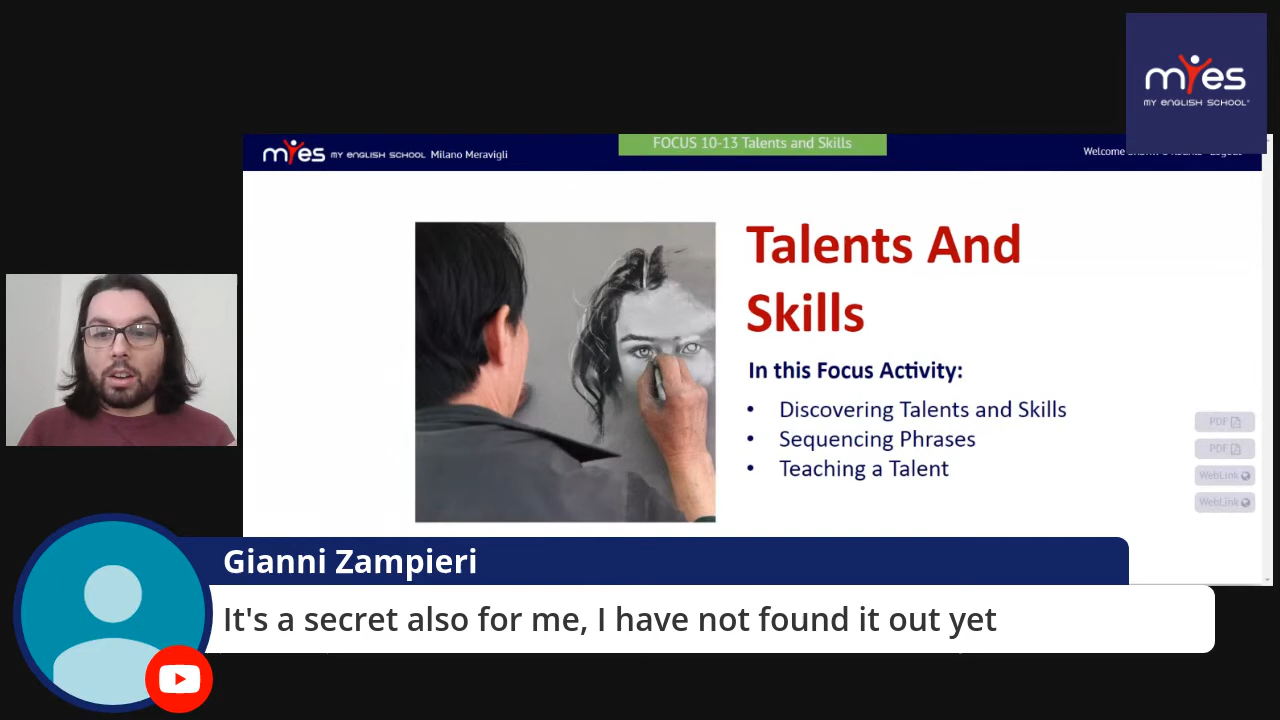 myes
MY ENGLISH SCHOOL
myes MY ENGLISH SCHOOL Milano Meravigli
FOCUS 10-13 Talents and Skills
Welcome
Talents And
Skills
In this Focus Activity:
• Discovering Talents and Skills
• Sequencing Phrases
• Teaching a Talent
PDF
PDF
WebLink
WebLink
Gianni Zampieri
It's a secret also for me, I have not found it out yet